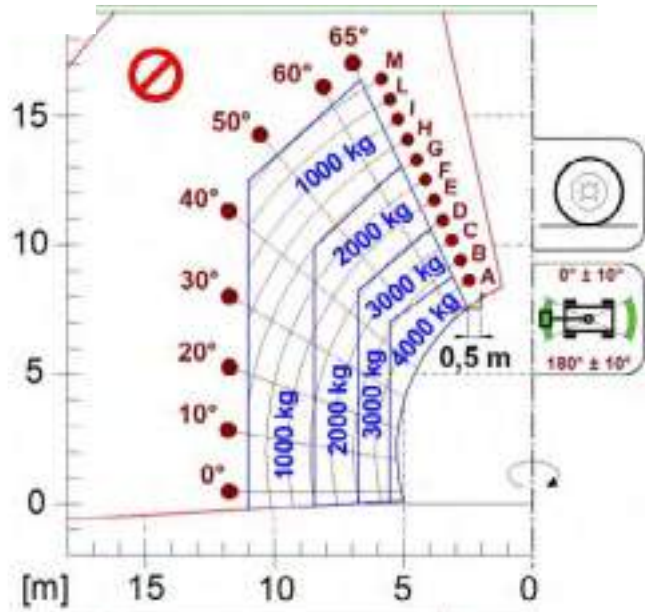 65°
60°
50°
40°
30°
20°
10°
0°
M
L
I
H
G
F
E
D
C
B
A
1000 kg
2000 kg
3000 kg
4000 kg
1000 kg
2000 kg
3000 kg
0,5 m
0° ± 10°
180° ± 10°
15
10
5
0
[m] 15 10 5 0